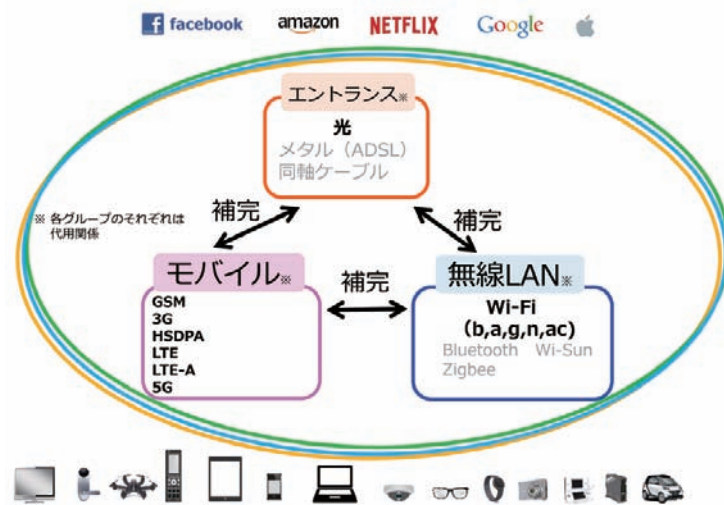 facebook amazon NETFLIX Google
エントランス※
光
メタル（ADSL）
同軸ケーブル
※ 各グループのそれぞれは
代用関係
補完
補完
モバイル※
補完
無線LAN※
GSM
3G
HSDPA
LTE
LTE-A
5G
Wi-Fi
(b,a,g,n,ac)
Bluetooth Wi-Sun
Zigbee